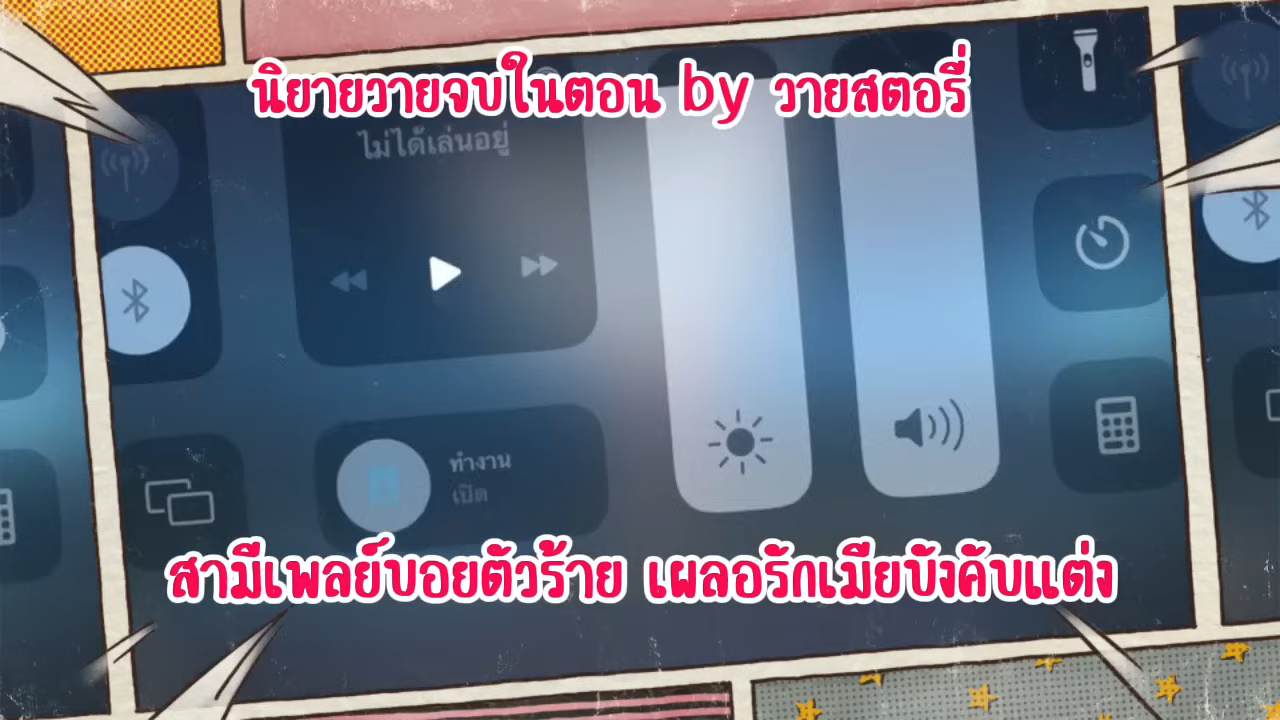 นิยายวายจบในตอน by วายสตอรี่
ไม่ได้เล่นอยู่
ทำงาน
เปิด
สามีเพลย์บอยตัวร้าย เผลอรักเมียบังคับแต่ง